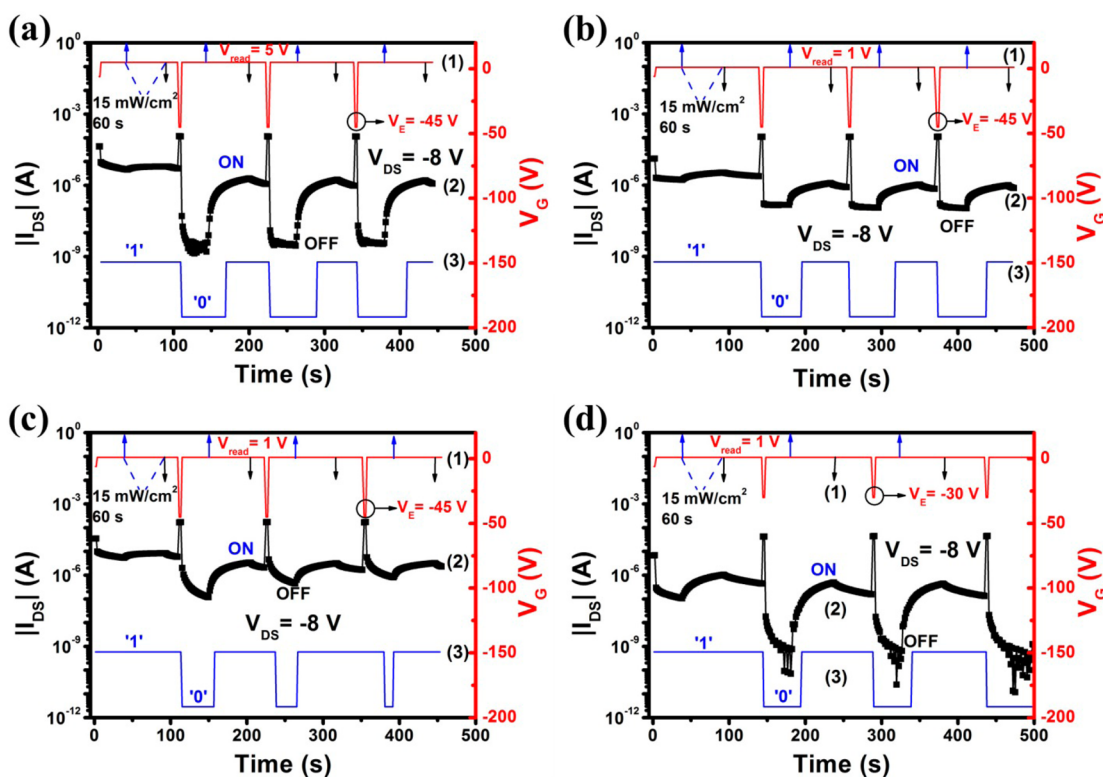 (a)
V_read = 5 V
(1)
15 mW/cm²
60 s
V_E = -45 V
ON
V_DS = -8 V
(2)
OFF
'1'
(3)
'0'
10^0
10^-3
10^-6
10^-9
10^-12
|I_DS| (A)
0
-50
-100
-150
-200
V_G (V)
0 100 200 300 400 500
Time (s)
(b)
V_read = 1 V
(1)
15 mW/cm²
60 s
V_E = -45 V
ON
(2)
V_DS = -8 V
OFF
'1'
(3)
'0'
10^0
10^-3
10^-6
10^-9
10^-12
|I_DS| (A)
0
-50
-100
-150
-200
V_G (V)
0 100 200 300 400 500
Time (s)
(c)
V_read = 1 V
(1)
15 mW/cm²
60 s
V_E = -45 V
ON
(2)
OFF
V_DS = -8 V
'1'
(3)
'0'
10^0
10^-3
10^-6
10^-9
10^-12
|I_DS| (A)
0
-50
-100
-150
-200
V_G (V)
0 100 200 300 400 500
Time (s)
(d)
V_read = 1 V
15 mW/cm²
60 s
(1)
V_E = -30 V
V_DS = -8 V
ON
(2)
OFF
'1'
(3)
'0'
10^0
10^-3
10^-6
10^-9
10^-12
|I_DS| (A)
0
-50
-100
-150
-200
V_G (V)
0 100 200 300 400 500
Time (s)